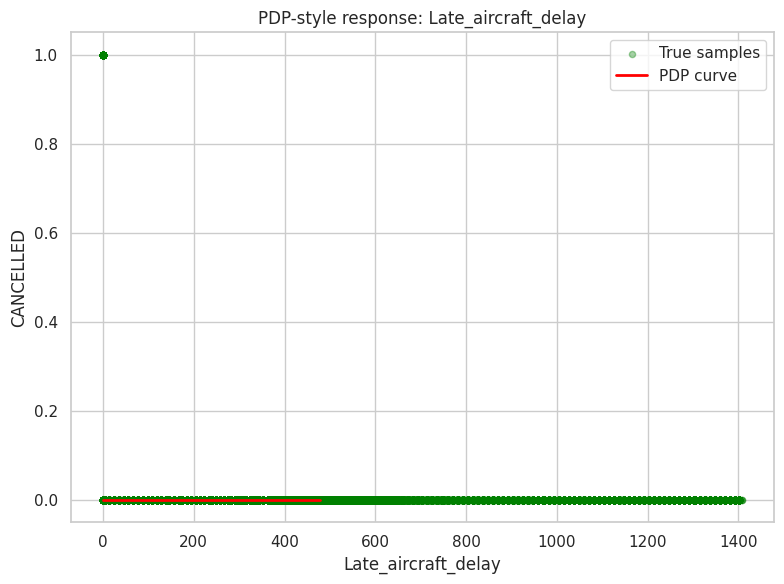 PDP-style response: Late_aircraft_delay
True samples
PDP curve
CANCELLED
1.0
0.8
0.6
0.4
0.2
0.0
0 200 400 600 800 1000 1200 1400
Late_aircraft_delay